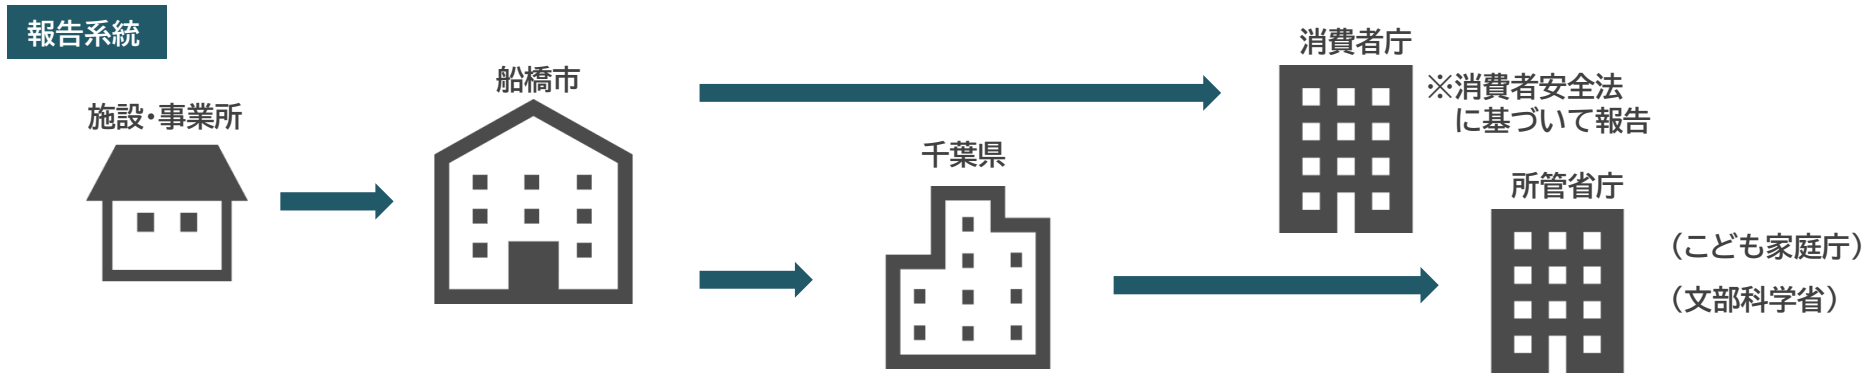 報告系統
施設・事業所
船橋市
千葉県
消費者庁
※消費者安全法
に基づいて報告
所管省庁
（こども家庭庁）
（文部科学省）